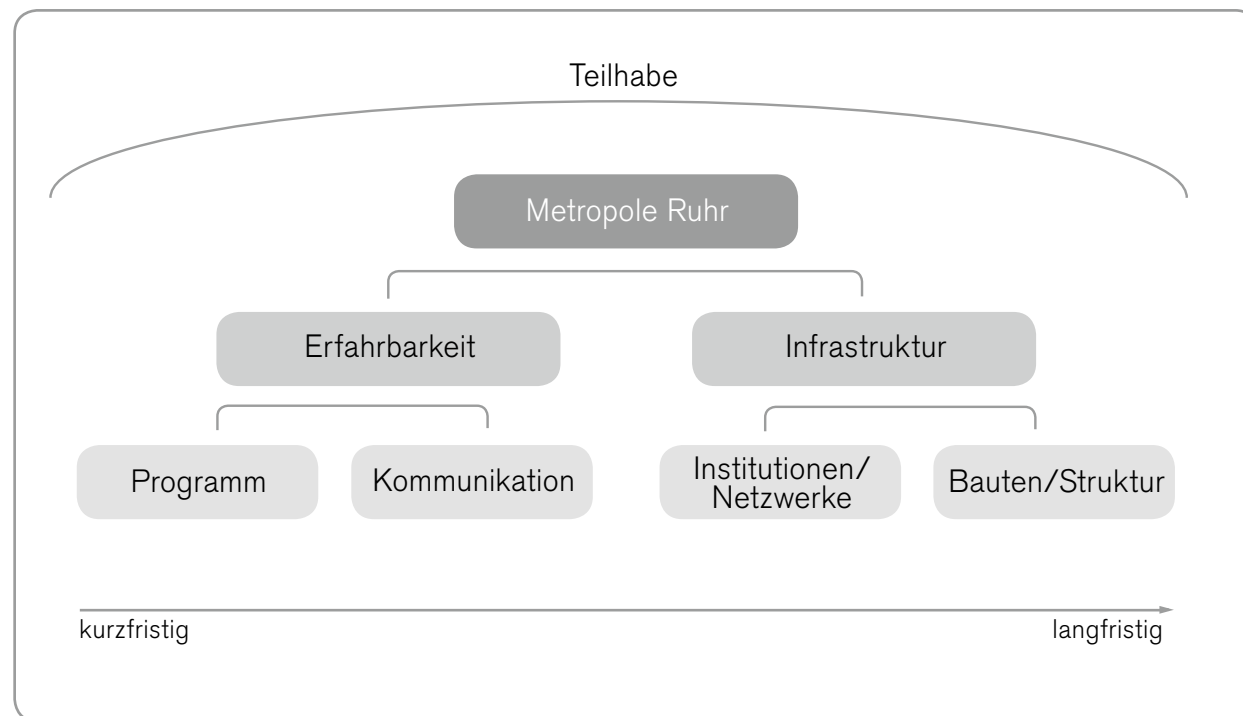 Teilhabe
Metropole Ruhr
Erfahrbarkeit
Infrastruktur
Programm
Kommunikation
Institutionen/
Netzwerke
Bauten/Struktur
kurzfristig
langfristig